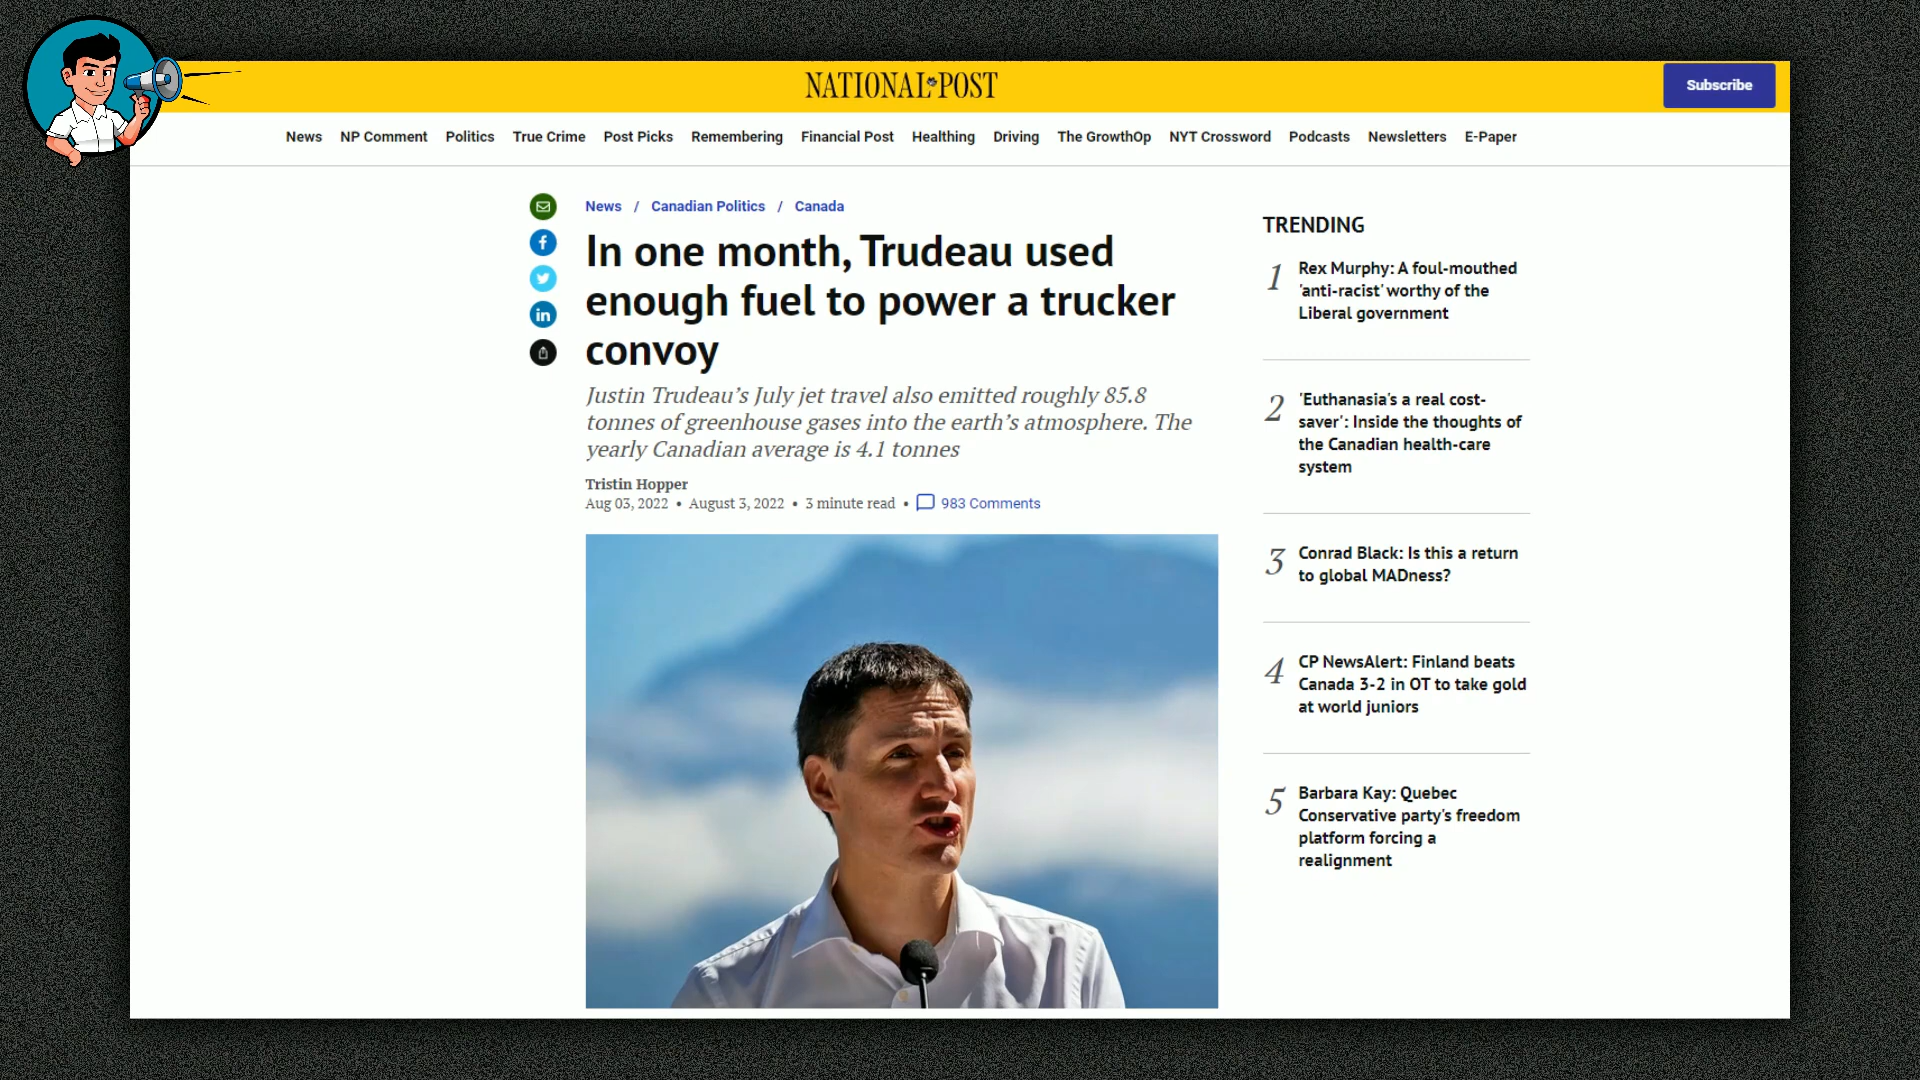 NATIONAL POST
Subscribe
News NP Comment Politics True Crime Post Picks Remembering Financial Post Healthing Driving The GrowthOp NYT Crossword Podcasts Newsletters E-Paper
News / Canadian Politics / Canada
In one month, Trudeau used
enough fuel to power a trucker
convoy
Justin Trudeau’s July jet travel also emitted roughly 85.8
tonnes of greenhouse gases into the earth’s atmosphere. The
yearly Canadian average is 4.1 tonnes
Tristin Hopper
Aug 03, 2022 • August 3, 2022 • 3 minute read • 983 Comments
TRENDING
1 Rex Murphy: A foul-mouthed
'anti-racist' worthy of the
Liberal government
2 'Euthanasia's a real cost-
saver': Inside the thoughts of
the Canadian health-care
system
3 Conrad Black: Is this a return
to global MADness?
4 CP NewsAlert: Finland beats
Canada 3-2 in OT to take gold
at world juniors
5 Barbara Kay: Quebec
Conservative party's freedom
platform forcing a
realignment